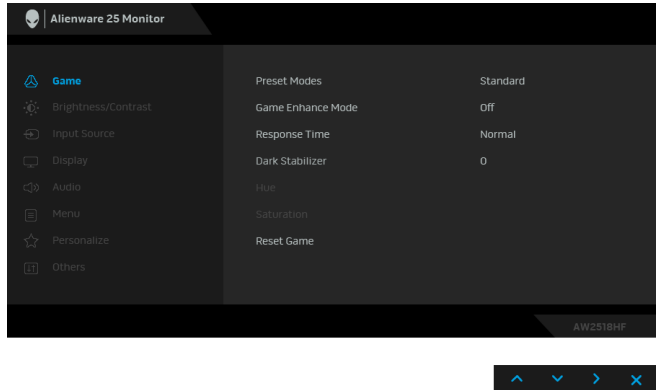 Alienware 25 Monitor
Game
Preset Modes Standard
Brightness/Contrast
Game Enhance Mode Off
Input Source
Response Time Normal
Display
Dark Stabilizer 0
Audio
Hue
Menu
Saturation
Personalize
Reset Game
Others
AW2518HF